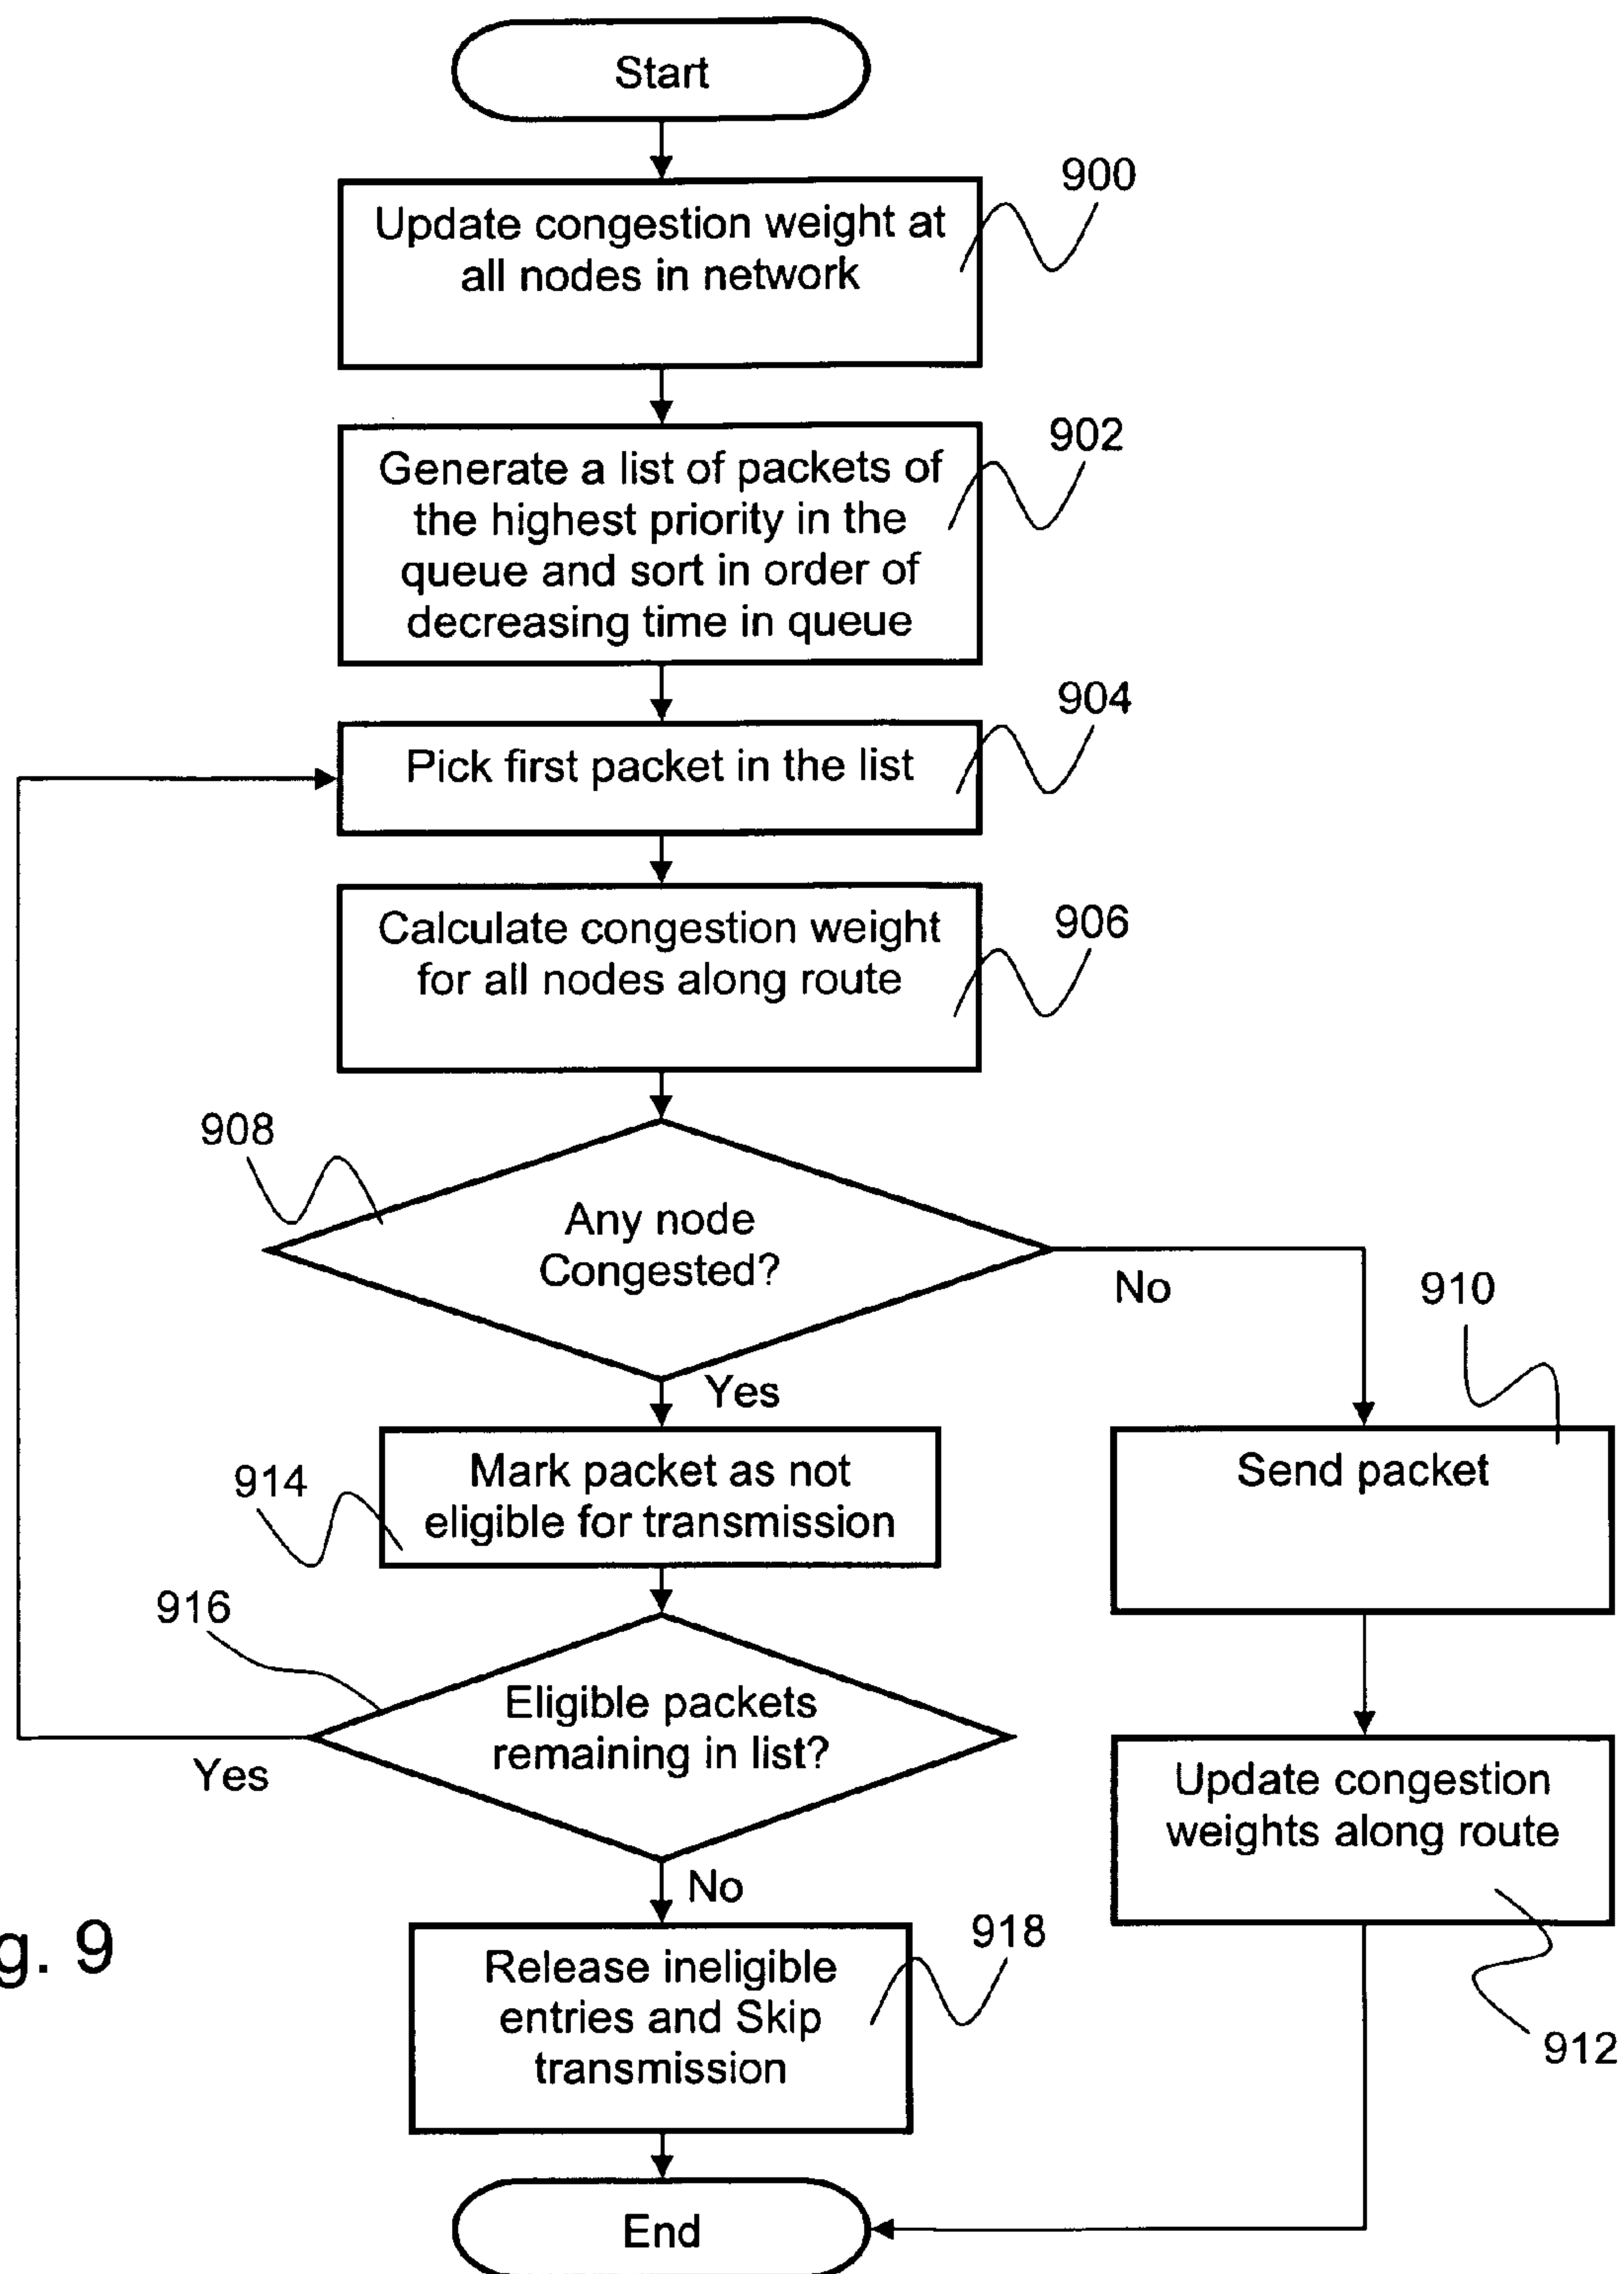 Start
900
Update congestion weight at
all nodes in network
902
Generate a list of packets of
the highest priority in the
queue and sort in order of
decreasing time in queue
904
Pick first packet in the list
906
Calculate congestion weight
for all nodes along route
908
Any node
Congested?
No
910
Yes
Send packet
914
Mark packet as not
eligible for transmission
916
Eligible packets
remaining in list?
Yes
Update congestion
weights along route
No
912
g. 9
918
Release ineligible
entries and Skip
transmission
End